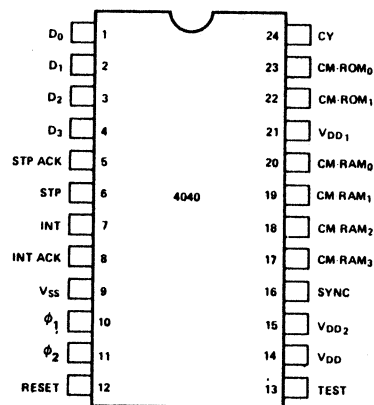 D₀ 1 24 CY
D₁ 2 23 CM-ROM₀
D₂ 3 22 CM-ROM₁
D₃ 4 21 VDD₁
STP ACK 5 20 CM-RAM₀
STP 6 4040 19 CM RAM₁
INT 7 18 CM-RAM₂
INT ACK 8 17 CM-RAM₃
VSS 9 16 SYNC
ϕ₁ 10 15 VDD₂
ϕ₂ 11 14 VDD
RESET 12 13 TEST